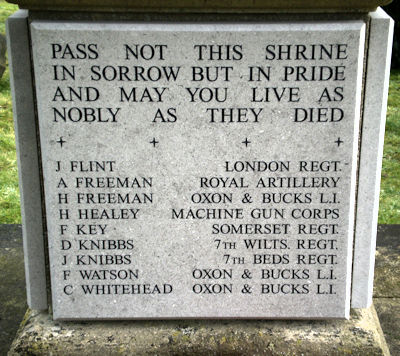 PASS NOT THIS SHRINE
IN SORROW BUT IN PRIDE
AND MAY YOU LIVE AS
NOBLY AS THEY DIED
+ + + +
J FLINT LONDON REGT.
A FREEMAN ROYAL ARTILLERY
H FREEMAN OXON & BUCKS L.I.
H HEALEY MACHINE GUN CORPS
F KEY SOMERSET REGT.
D KNIBBS 7TH WILTS. REGT.
J KNIBBS 7TH BEDS REGT.
F WATSON OXON & BUCKS L.I.
C WHITEHEAD OXON & BUCKS L.I.